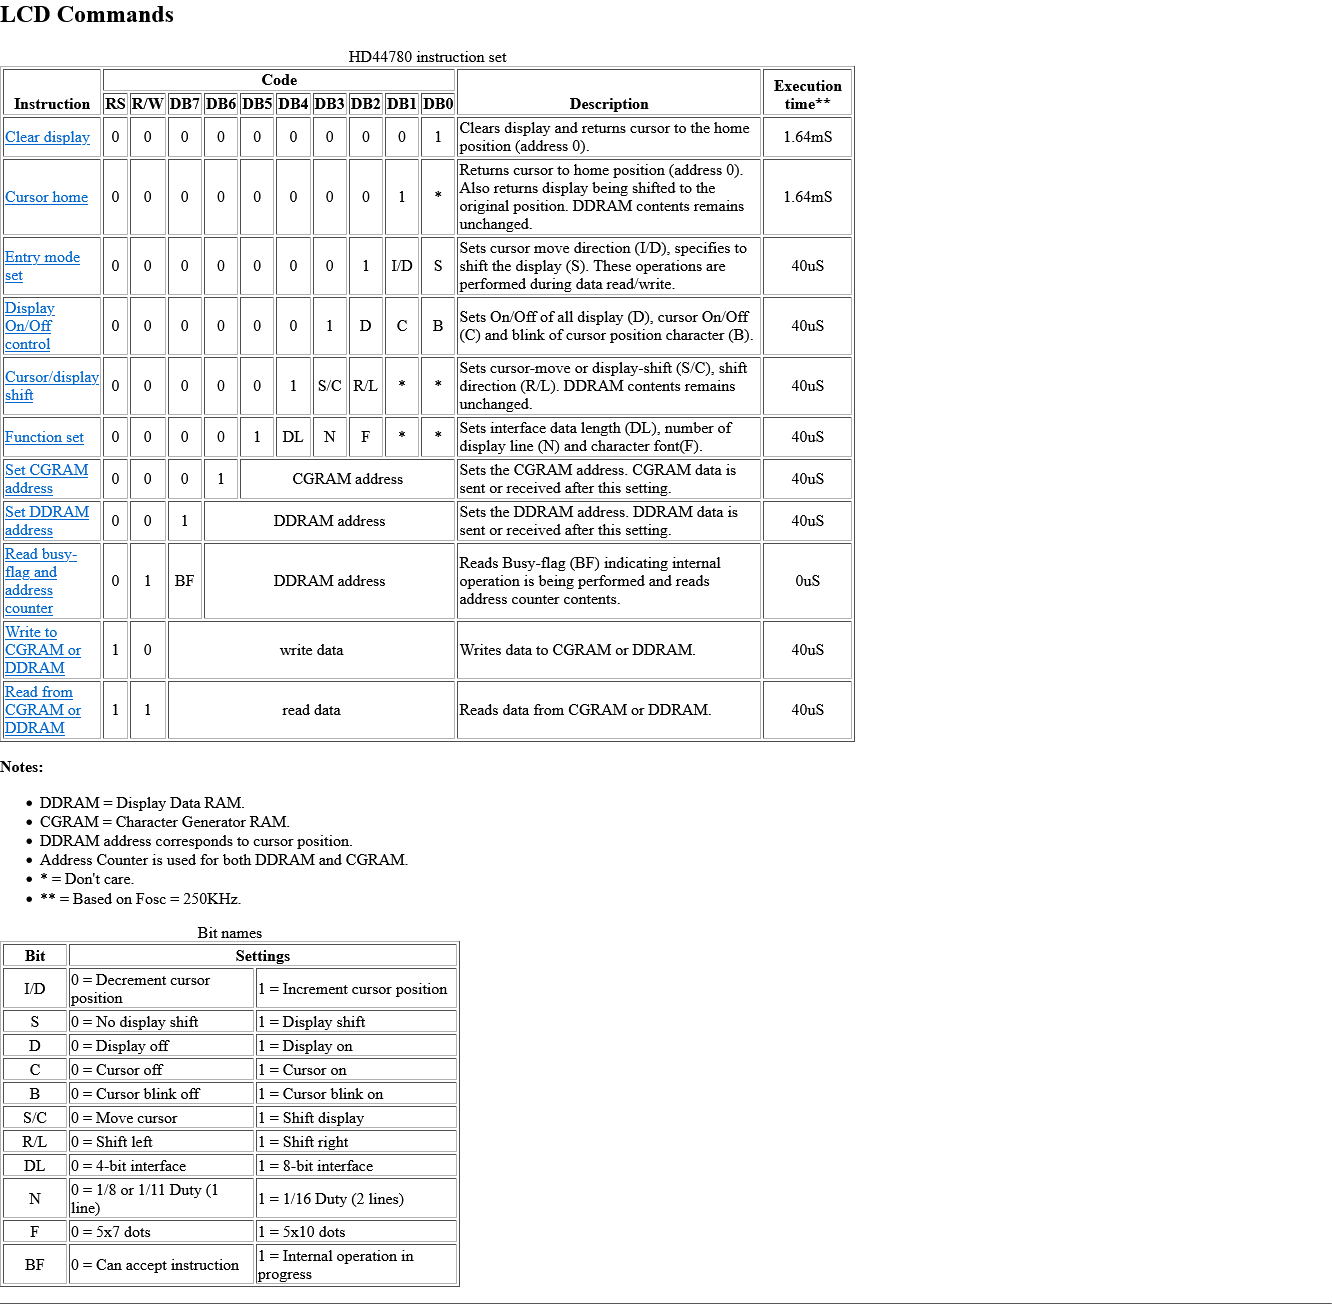 LCD Commands
HD44780 instruction set
Instruction Code Description Execution time**
RS R/W DB7 DB6 DB5 DB4 DB3 DB2 DB1 DB0
Clear display 0 0 0 0 0 0 0 0 0 1 Clears display and returns cursor to the home
position (address 0). 1.64mS
Cursor home 0 0 0 0 0 0 0 0 1 * Returns cursor to home position (address 0).
Also returns display being shifted to the
original position. DDRAM contents remains
unchanged. 1.64mS
Entry mode
set 0 0 0 0 0 0 0 1 I/D S Sets cursor move direction (I/D), specifies to
shift the display (S). These operations are
performed during data read/write. 40uS
Display
On/Off
control 0 0 0 0 0 0 1 D C B Sets On/Off of all display (D), cursor On/Off
(C) and blink of cursor position character (B). 40uS
Cursor/display
shift 0 0 0 0 0 1 S/C R/L * * Sets cursor-move or display-shift (S/C), shift
direction (R/L). DDRAM contents remains
unchanged. 40uS
Function set 0 0 0 0 1 DL N F * * Sets interface data length (DL), number of
display line (N) and character font(F). 40uS
Set CGRAM
address 0 0 0 1 CGRAM address Sets the CGRAM address. CGRAM data is
sent or received after this setting. 40uS
Set DDRAM
address 0 0 1 DDRAM address Sets the DDRAM address. DDRAM data is
sent or received after this setting. 40uS
Read busy-
flag and
address
counter 0 1 BF DDRAM address Reads Busy-flag (BF) indicating internal
operation is being performed and reads
address counter contents. 0uS
Write to
CGRAM or
DDRAM 1 0 write data Writes data to CGRAM or DDRAM. 40uS
Read from
CGRAM or
DDRAM 1 1 read data Reads data from CGRAM or DDRAM. 40uS
Notes:
• DDRAM = Display Data RAM.
• CGRAM = Character Generator RAM.
• DDRAM address corresponds to cursor position.
• Address Counter is used for both DDRAM and CGRAM.
• * = Don't care.
• ** = Based on Fosc = 250KHz.
Bit names
Bit Settings
I/D 0 = Decrement cursor
position 1 = Increment cursor position
S 0 = No display shift 1 = Display shift
D 0 = Display off 1 = Display on
C 0 = Cursor off 1 = Cursor on
B 0 = Cursor blink off 1 = Cursor blink on
S/C 0 = Move cursor 1 = Shift display
R/L 0 = Shift left 1 = Shift right
DL 0 = 4-bit interface 1 = 8-bit interface
N 0 = 1/8 or 1/11 Duty (1
line) 1 = 1/16 Duty (2 lines)
F 0 = 5x7 dots 1 = 5x10 dots
BF 0 = Can accept instruction 1 = Internal operation in
progress